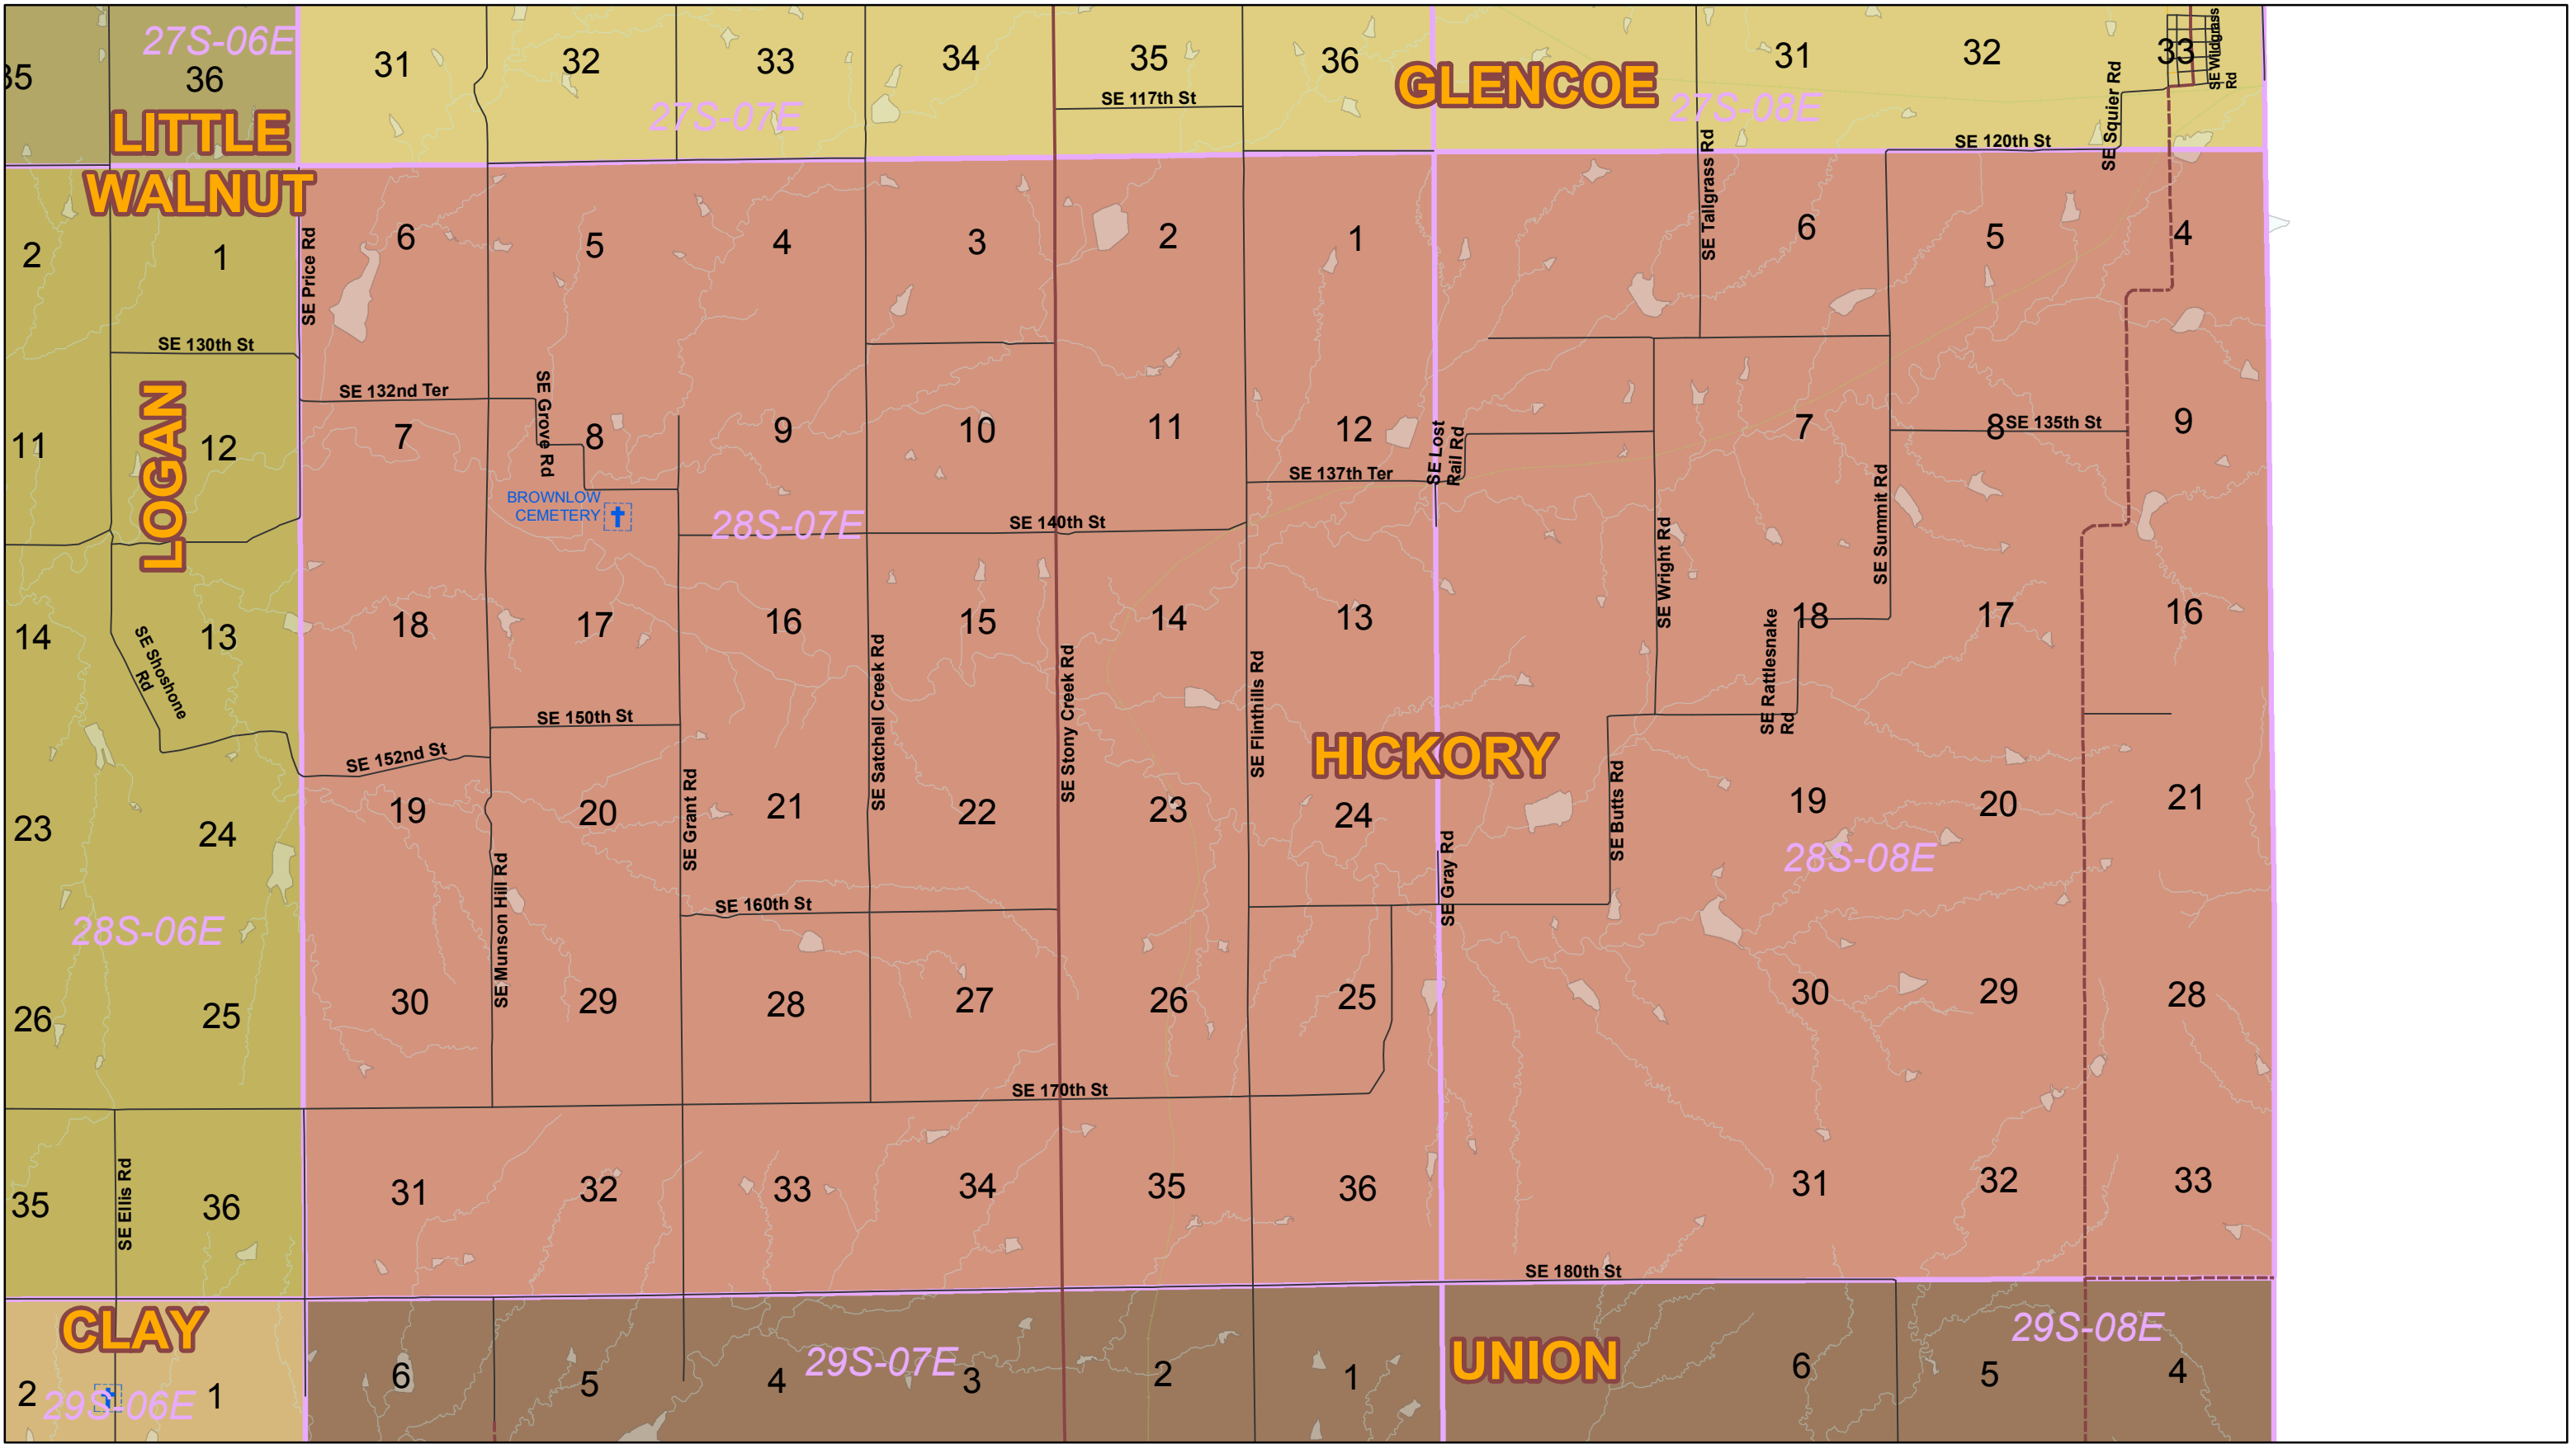 27S-06E
35
36
31
32
33
34
35
36
31
32
33
SE Wildgrass
Rd
GLENCOE
SE 117th St
27S-07E
27S-08E
SE Squier Rd
LITTLE
WALNUT
SE 120th St
SE Tallgrass Rd
2
1
SE Price Rd
6
5
4
3
2
1
6
5
4
SE 130th St
LOGAN
SE 132nd Ter
SE Grove Rd
11
12
7
8
9
10
11
12
SE Lost
Rail Rd
7
8
SE 135th St
9
SE 137th Ter
SE Summit Rd
BROWNLOW
CEMETERY
28S-07E
SE 140th St
SE Wright Rd
14
13
SE Shoshone
Rd
18
17
16
15
14
13
SE Rattlesnake
Rd
18
17
16
SE Satchell Creek Rd
SE Stony Creek Rd
SE Flinthills Rd
SE 150th St
SE 152nd St
HICKORY
SE Butts Rd
23
24
19
20
SE Grant Rd
21
22
23
24
19
20
21
SE Gray Rd
28S-08E
SE Munson Hill Rd
SE 160th St
28S-06E
26
25
30
29
28
27
26
25
30
29
28
SE 170th St
35
SE Ellis Rd
36
31
32
33
34
35
36
31
32
33
SE 180th St
CLAY
29S-07E
UNION
29S-08E
2
29S-06E
1
6
5
4
3
2
1
6
5
4